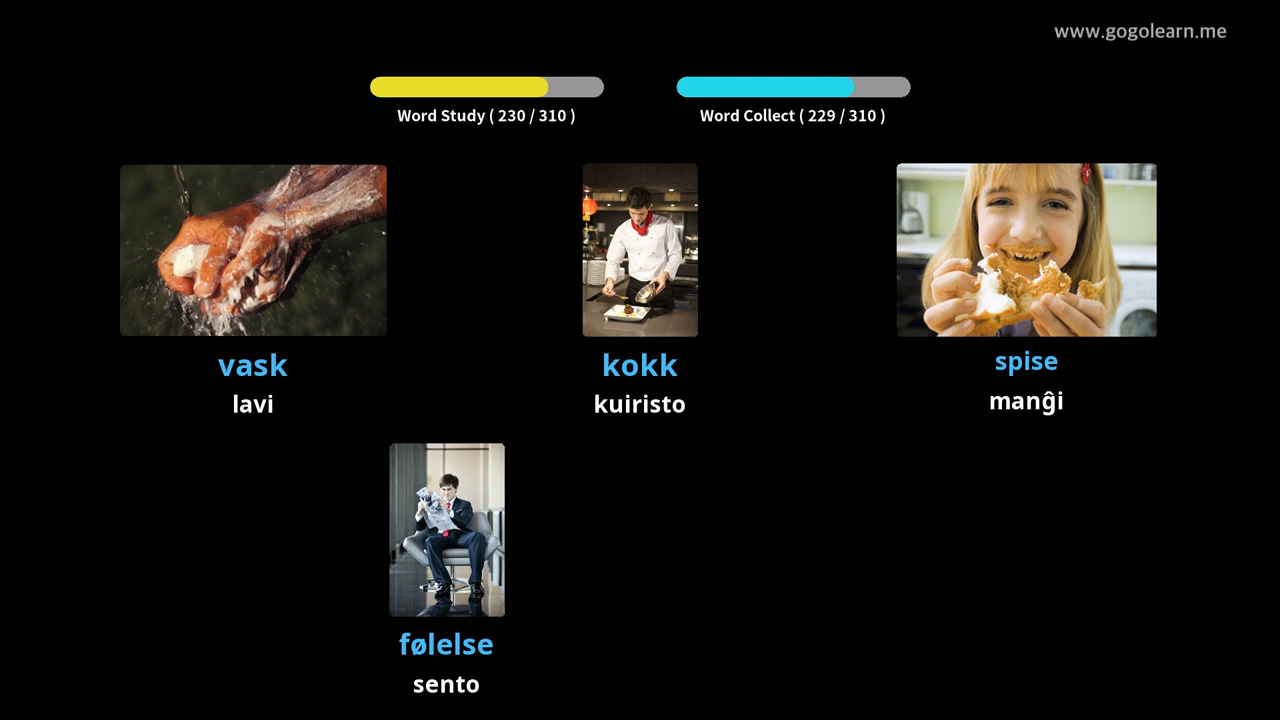 www.gogolearn.me
Word Study ( 230 / 310 )
Word Collect ( 229 / 310 )
vask
lavi
kokk
kuiristo
spise
manĝi
følelse
sento